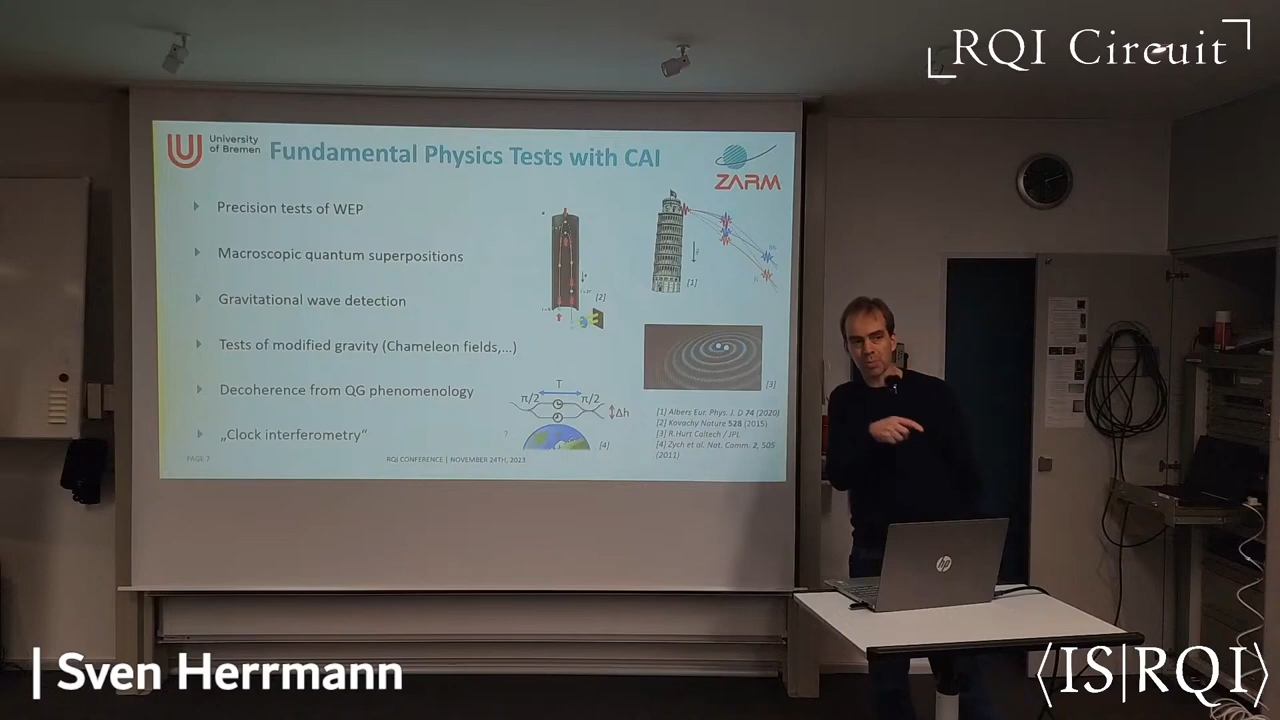 RQI Circuit
University
of Bremen
Fundamental Physics Tests with CAI
ZARM
Precision tests of WEP
Macroscopic quantum superpositions
Gravitational wave detection
Tests of modified gravity (Chameleon fields,...)
Decoherence from QG phenomenology
„Clock interferometry“
[2]
[1]
[3]
T
π/2
π/2
Δh
?
[4]
[1] Albers Eur. Phys. J. D 74 (2020)
[2] Kovachy Nature 528 (2015)
[3] R.Hurt Caltech / JPL
[4] Zych et al. Nat. Comm. 2, 505
(2011)
PAGE 7
RQI CONFERENCE | NOVEMBER 24TH, 2023
hp
| Sven Herrmann
⟨IS|RQI⟩